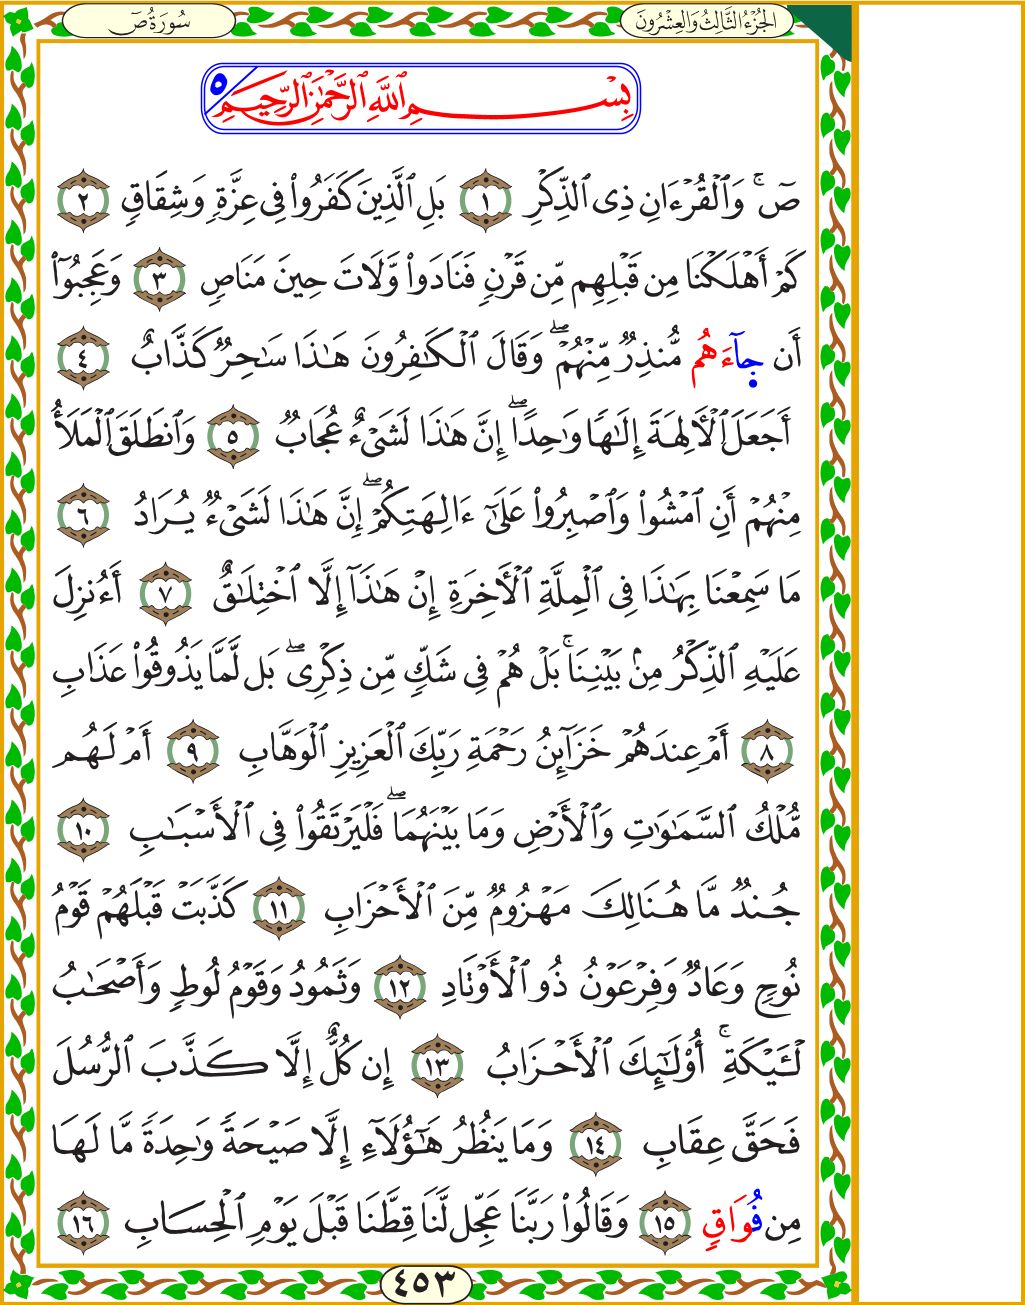 الجُزْءُ الثَّالِثُ وَالعِشْرُونَ
سُورَةُ صٓ
بِسْمِ ٱللَّهِ ٱلرَّحْمَٰنِ ٱلرَّحِيمِ ٥
صٓۚ وَٱلْقُرْءَانِ ذِى ٱلذِّكْرِ ١ بَلِ ٱلَّذِينَ كَفَرُوا۟ فِى عِزَّةٍ وَشِقَاقٍ ٢
كَمْ أَهْلَكْنَا مِن قَبْلِهِم مِّن قَرْنٍ فَنَادَوا۟ وَّلَاتَ حِينَ مَنَاصٍ ٣ وَعَجِبُوٓا۟
أَن جَآءَهُم مُّنذِرٌ مِّنْهُمْۖ وَقَالَ ٱلْكَٰفِرُونَ هَٰذَا سَٰحِرٌ كَذَّابٌ ٤
أَجَعَلَ ٱلْأَلِهَةَ إِلَٰهًا وَٰحِدًاۖ إِنَّ هَٰذَا لَشَىْءٌ عُجَابٌ ٥ وَٱنطَلَقَ ٱلْمَلَأُ
مِنْهُمْ أَنِ ٱمْشُوا۟ وَٱصْبِرُوا۟ عَلَىٰٓ ءَالِهَتِكُمْۖ إِنَّ هَٰذَا لَشَىْءٌ يُرَادُ ٦
مَا سَمِعْنَا بِهَٰذَا فِى ٱلْمِلَّةِ ٱلْأَخِرَةِ إِنْ هَٰذَآ إِلَّا ٱخْتِلَٰقٌ ٧ أَءُنزِلَ
عَلَيْهِ ٱلذِّكْرُ مِنۢ بَيْنِنَاۚ بَلْ هُمْ فِى شَكٍّ مِّن ذِكْرِىۖ بَل لَّمَّا يَذُوقُوا۟ عَذَابِ
٨ أَمْ عِندَهُمْ خَزَآئِنُ رَحْمَةِ رَبِّكَ ٱلْعَزِيزِ ٱلْوَهَّابِ ٩ أَمْ لَهُم
مُّلْكُ ٱلسَّمَٰوَٰتِ وَٱلْأَرْضِ وَمَا بَيْنَهُمَاۖ فَلْيَرْتَقُوا۟ فِى ٱلْأَسْبَٰبِ ١٠
جُندٌ مَّا هُنَالِكَ مَهْزُومٌ مِّنَ ٱلْأَحْزَابِ ١١ كَذَّبَتْ قَبْلَهُمْ قَوْمُ
نُوحٍ وَعَادٌ وَفِرْعَوْنُ ذُو ٱلْأَوْتَادِ ١٢ وَثَمُودُ وَقَوْمُ لُوطٍ وَأَصْحَٰبُ
لْـَٔيْكَةِۚ أُو۟لَٰٓئِكَ ٱلْأَحْزَابُ ١٣ إِن كُلٌّ إِلَّا كَذَّبَ ٱلرُّسُلَ
فَحَقَّ عِقَابِ ١٤ وَمَا يَنظُرُ هَٰٓؤُلَآءِ إِلَّا صَيْحَةً وَٰحِدَةً مَّا لَهَا
مِن فُوَاقٍ ١٥ وَقَالُوا۟ رَبَّنَا عَجِّل لَّنَا قِطَّنَا قَبْلَ يَوْمِ ٱلْحِسَابِ ١٦
٤٥٣